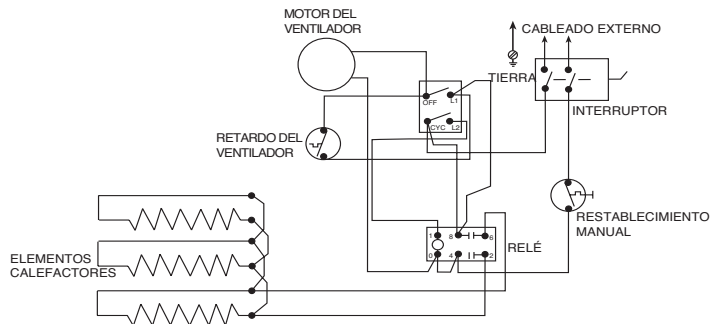 MOTOR DEL
VENTILADOR
CABLEADO EXTERNO
TIERRA
INTERRUPTOR
OFF L1
CYC L2
RETARDO DEL
VENTILADOR
RESTABLECIMIENTO
MANUAL
1 8 6
RELÉ
0 4 2
ELEMENTOS
CALEFACTORES